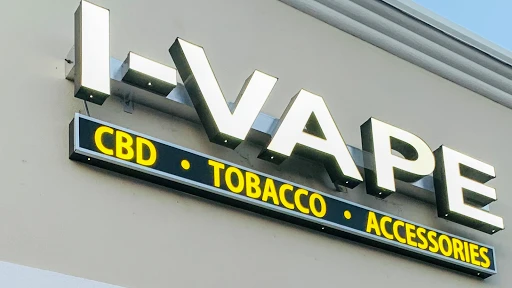 I-VAPE
CBD • TOBACCO • ACCESSORIES